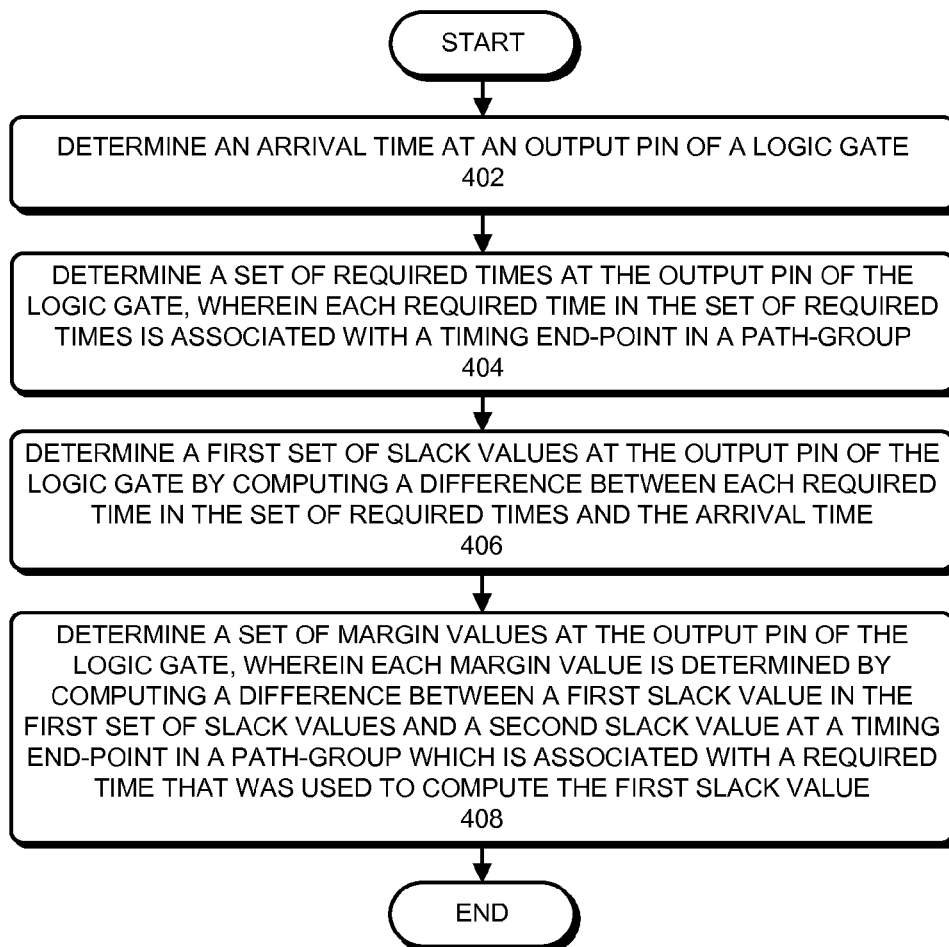 START
DETERMINE AN ARRIVAL TIME AT AN OUTPUT PIN OF A LOGIC GATE
402
DETERMINE A SET OF REQUIRED TIMES AT THE OUTPUT PIN OF THE
LOGIC GATE, WHEREIN EACH REQUIRED TIME IN THE SET OF REQUIRED
TIMES IS ASSOCIATED WITH A TIMING END-POINT IN A PATH-GROUP
404
DETERMINE A FIRST SET OF SLACK VALUES AT THE OUTPUT PIN OF THE
LOGIC GATE BY COMPUTING A DIFFERENCE BETWEEN EACH REQUIRED
TIME IN THE SET OF REQUIRED TIMES AND THE ARRIVAL TIME
406
DETERMINE A SET OF MARGIN VALUES AT THE OUTPUT PIN OF THE
LOGIC GATE, WHEREIN EACH MARGIN VALUE IS DETERMINED BY
COMPUTING A DIFFERENCE BETWEEN A FIRST SLACK VALUE IN THE
FIRST SET OF SLACK VALUES AND A SECOND SLACK VALUE AT A TIMING
END-POINT IN A PATH-GROUP WHICH IS ASSOCIATED WITH A REQUIRED
TIME THAT WAS USED TO COMPUTE THE FIRST SLACK VALUE
408
END